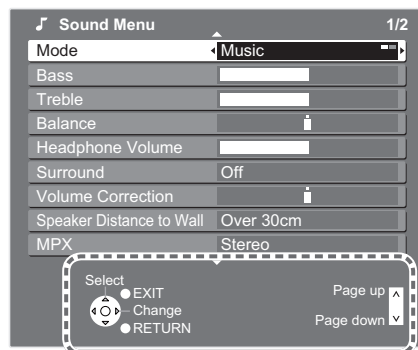 Sound Menu 1/2
Mode Music
Bass
Treble
Balance
Headphone Volume
Surround Off
Volume Correction
Speaker Distance to Wall Over 30cm
MPX Stereo
Select
EXIT
Change
RETURN
Page up
Page down